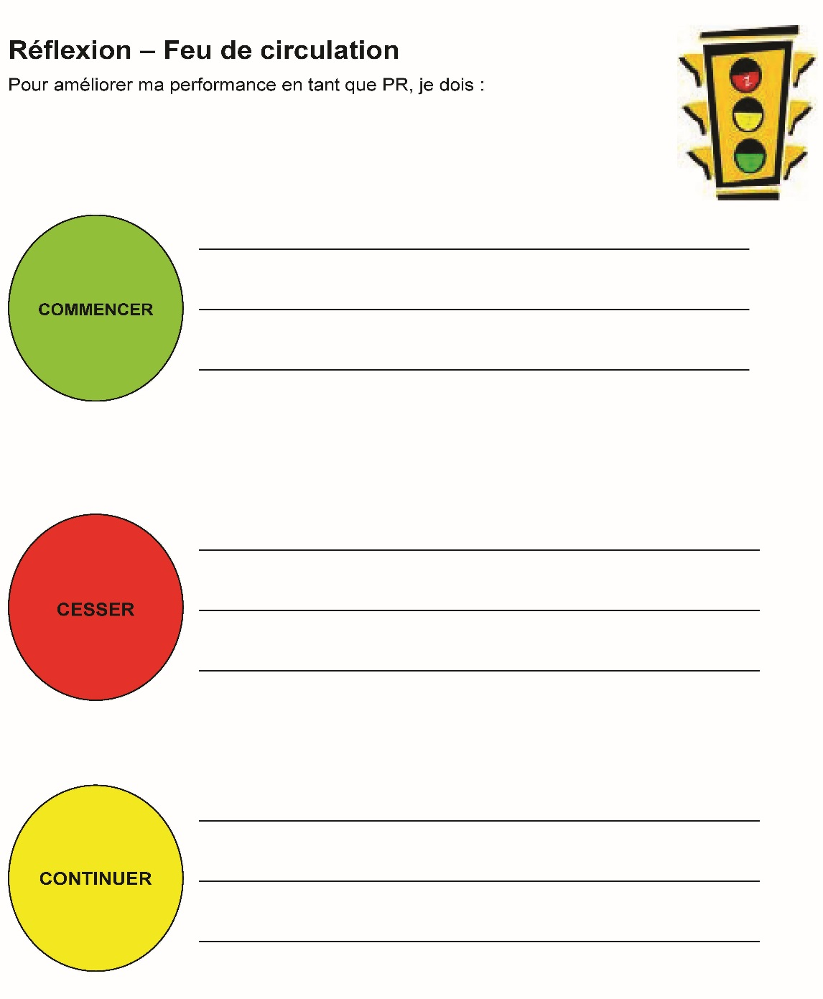 Réflexion – Feu de circulation
Pour améliorer ma performance en tant que PR, je dois :
COMMENCER
CESSER
CONTINUER